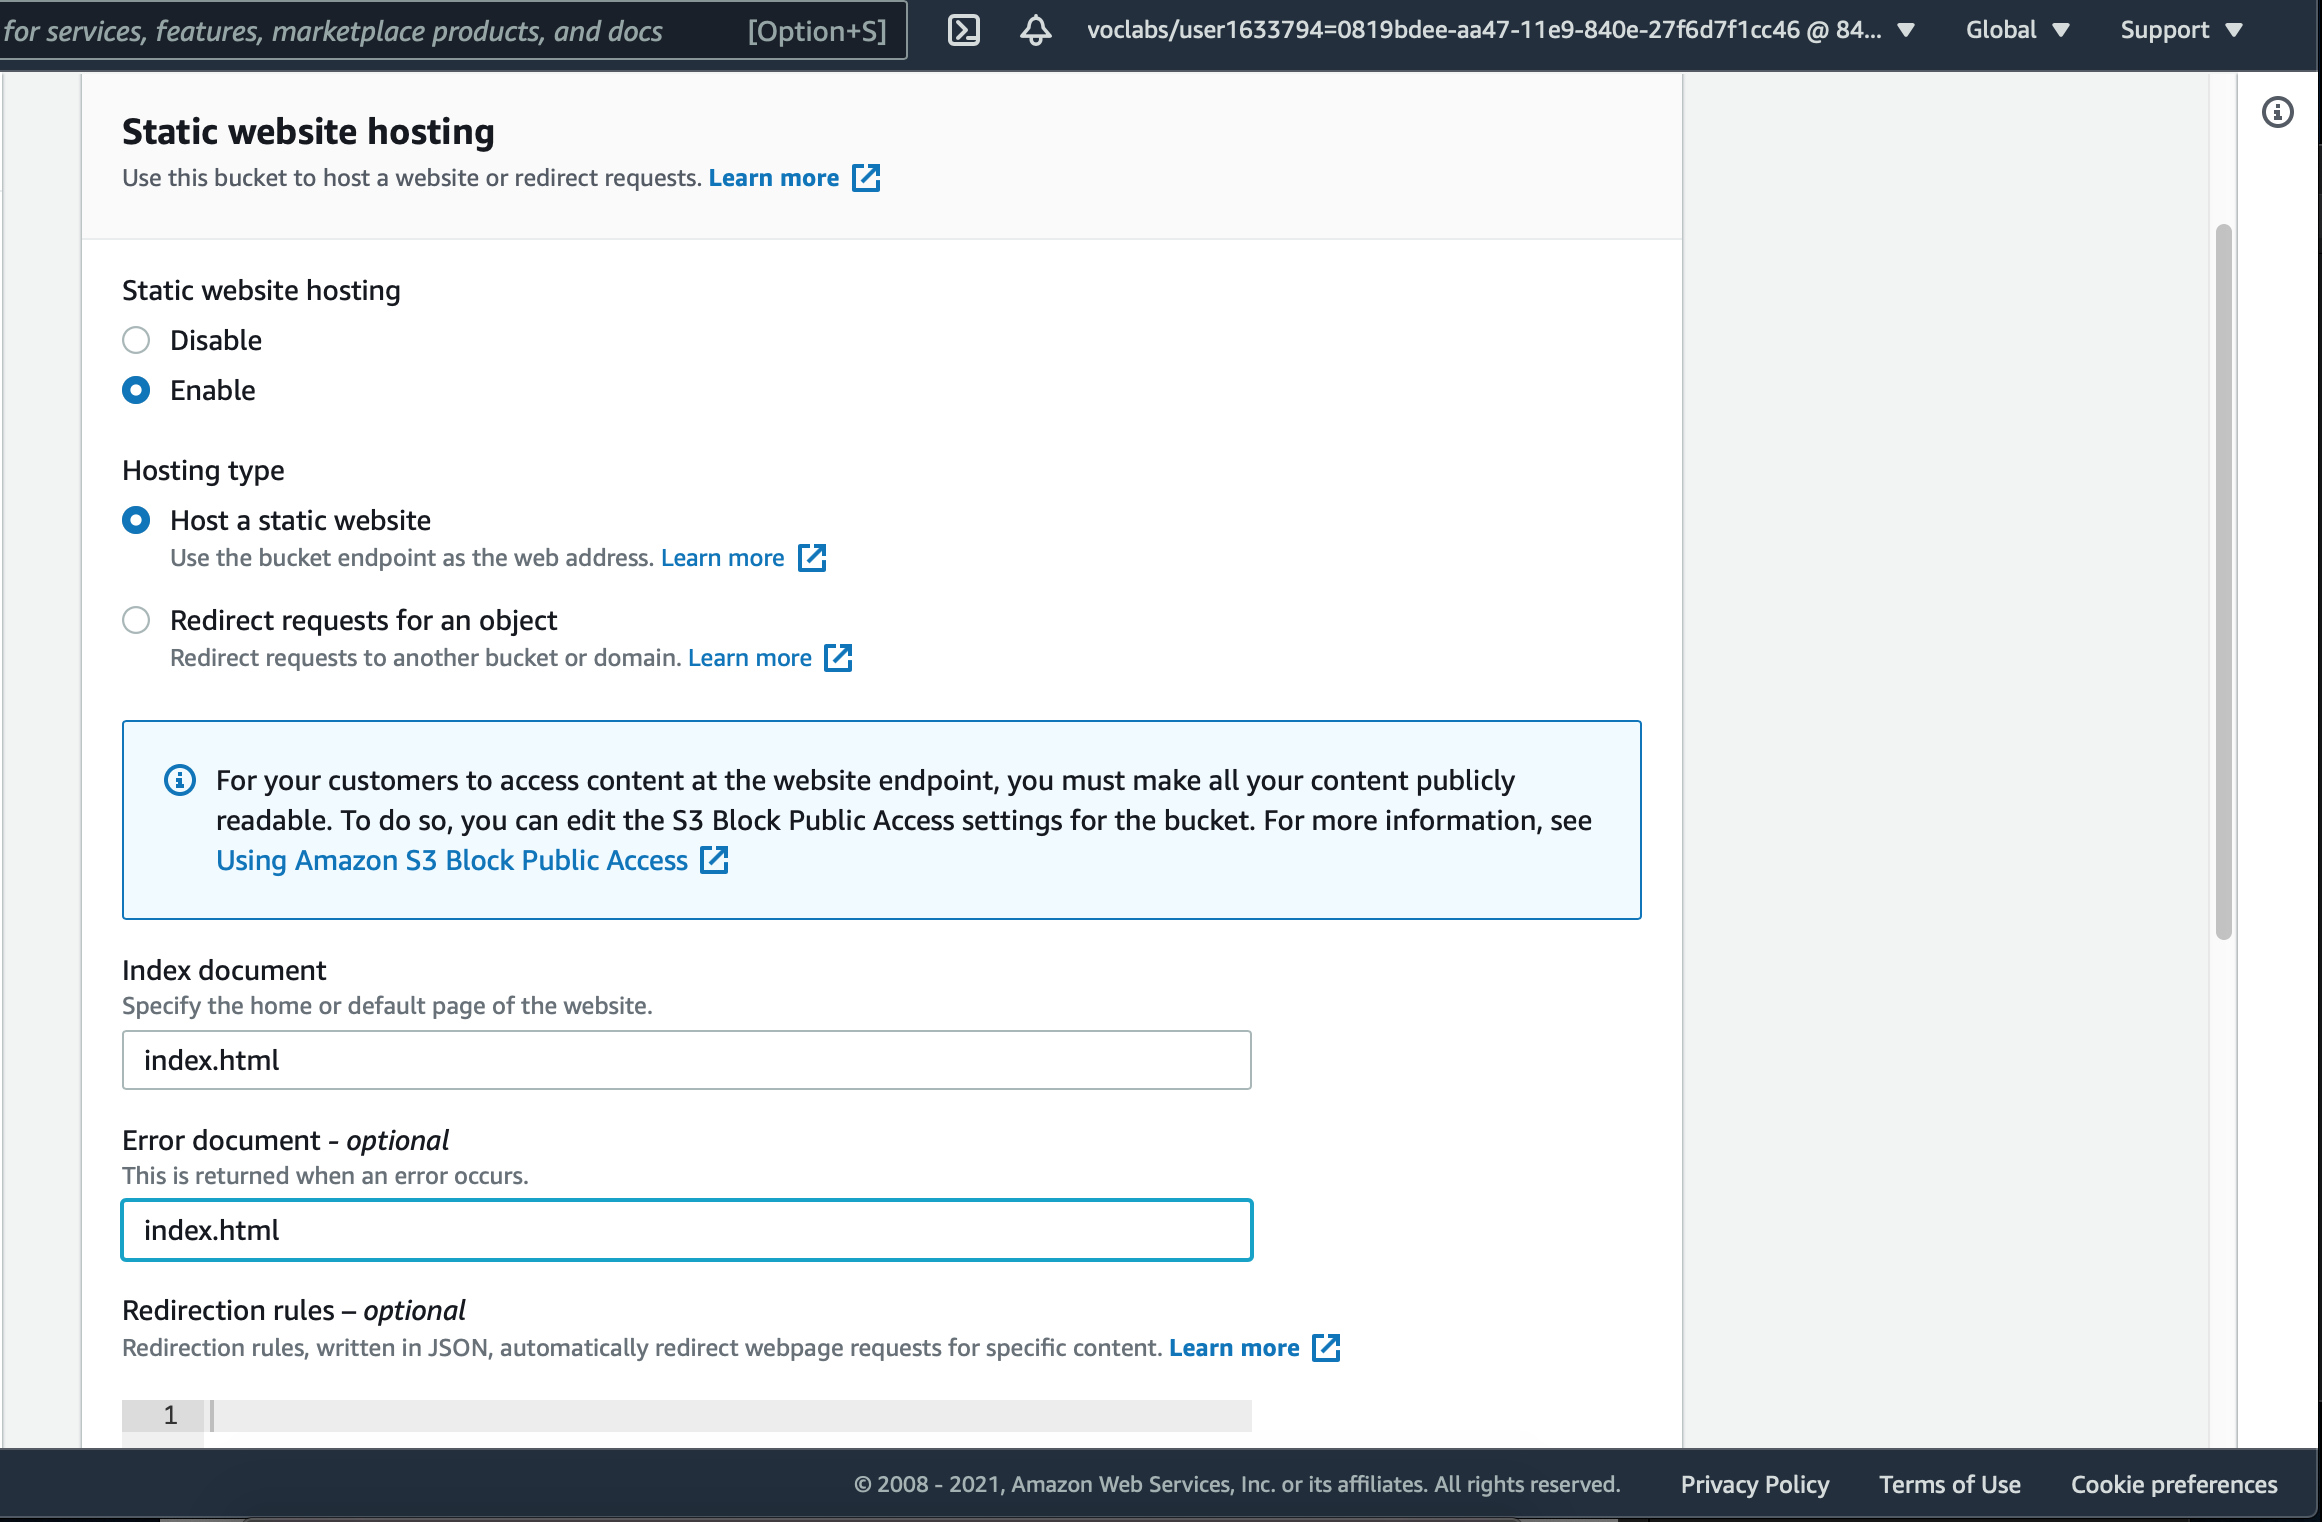 for services, features, marketplace products, and docs [Option+S] voclabs/user1633794=0819bdee-aa47-11e9-840e-27f6d7f1cc46 @ 84... Global Support
Static website hosting
Use this bucket to host a website or redirect requests. Learn more
Static website hosting
Disable
Enable
Hosting type
Host a static website
Use the bucket endpoint as the web address. Learn more
Redirect requests for an object
Redirect requests to another bucket or domain. Learn more
For your customers to access content at the website endpoint, you must make all your content publicly
readable. To do so, you can edit the S3 Block Public Access settings for the bucket. For more information, see
Using Amazon S3 Block Public Access
Index document
Specify the home or default page of the website.
index.html
Error document - optional
This is returned when an error occurs.
index.html
Redirection rules – optional
Redirection rules, written in JSON, automatically redirect webpage requests for specific content. Learn more
1
© 2008 - 2021, Amazon Web Services, Inc. or its affiliates. All rights reserved. Privacy Policy Terms of Use Cookie preferences